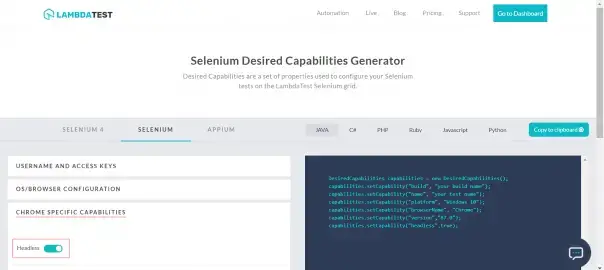 LAMBDATEST
Automation Live Blog Pricing Support Go to Dashboard
Selenium Desired Capabilities Generator
Desired Capabilities are a set of properties used to configure your Selenium
tests on the LambdaTest Selenium grid.
SELENIUM 4 SELENIUM APPIUM JAVA C# PHP Ruby Javascript Python Copy to clipboard
USERNAME AND ACCESS KEYS
OS/BROWSER CONFIGURATION
CHROME SPECIFIC CAPABILITIES
Headless
DesiredCapabilities capabilities = new DesiredCapabilities();
capabilities.setCapability("build", "your build name");
capabilities.setCapability("name", "your test name");
capabilities.setCapability("platform", "Windows 10");
capabilities.setCapability("browserName", "Chrome");
capabilities.setCapability("version","87.0");
capabilities.setCapability("headless",true);